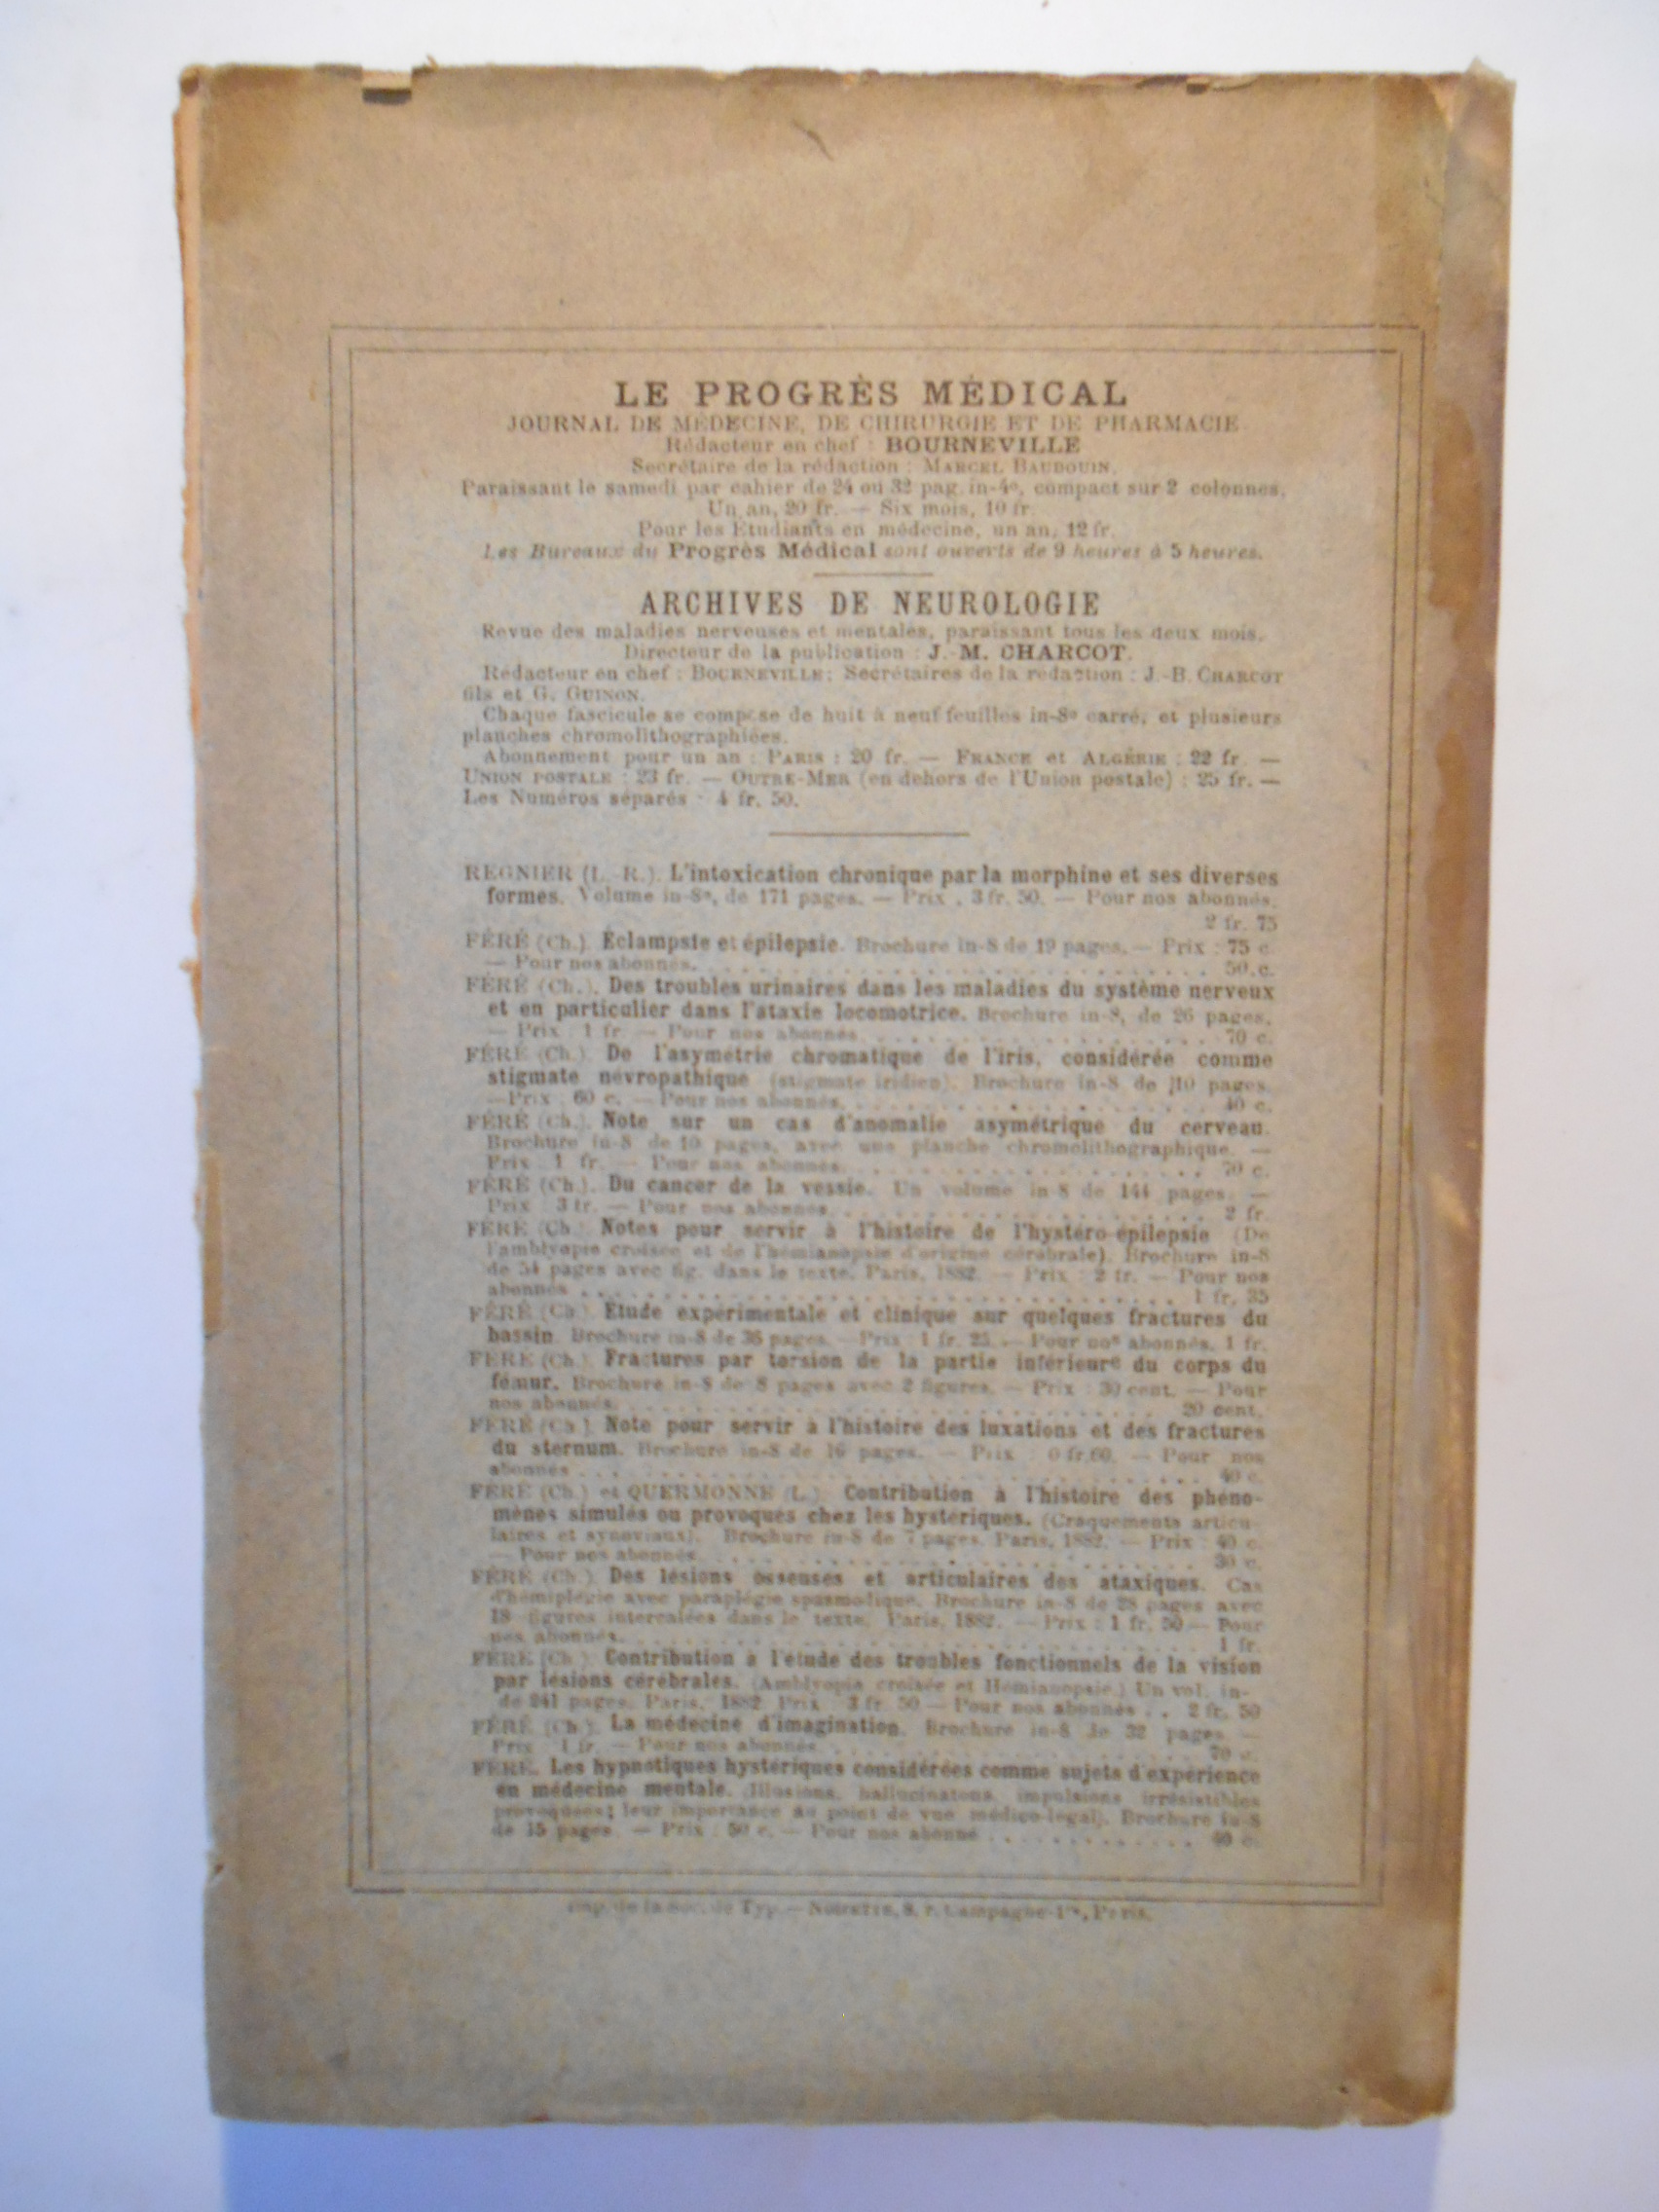 LE PROGRÈS MÉDICAL
JOURNAL DE MÉDECINE, DE CHIRURGIE ET DE PHARMACIE
Rédacteur en chef : BOURNEVILLE
Secrétaire de la rédaction : MARCEL BAUDOUIN.
Paraissant le samedi par cahier de 24 ou 32 pag. in-4º, compact sur 2 colonnes.
Un an, 20 fr. — Six mois, 10 fr.
Pour les Etudiants en médecine, un an, 12 fr.
Les Bureaux du Progrès Médical sont ouverts de 9 heures à 5 heures.
ARCHIVES DE NEUROLOGIE
Revue des maladies nerveuses et mentales, paraissant tous les deux mois.
Directeur de la publication : J.-M. CHARCOT.
Rédacteur en chef : BOURNEVILLE; Secrétaires de la rédaction : J.-B. CHARCOT
fils et G. GUINON.
Chaque fascicule se compose de huit à neuf feuilles in-8º carré, et plusieurs
planches chromolithographiées.
Abonnement pour un an : PARIS : 20 fr. — FRANCE et ALGÉRIE : 22 fr. —
UNION POSTALE : 23 fr. — OUTRE-MER (en dehors de l'Union postale) : 25 fr. —
Les Numéros séparés : 4 fr. 50.
REGNIER (L.-R.). L'intoxication chronique par la morphine et ses diverses
formes. Volume in-8º, de 171 pages. — Prix : 3 fr. 50. — Pour nos abonnés.
2 fr. 75
FÉRÉ (Ch.). Éclampsie et épilepsie. Brochure in-8 de 19 pages. — Prix : 75 c.
— Pour nos abonnés. . . . . 50 c.
FÉRÉ (Ch.). Des troubles urinaires dans les maladies du système nerveux
et en particulier dans l'ataxie locomotrice. Brochure in-8, de 26 pages.
— Prix : 1 fr. — Pour nos abonnés. . . . . 70 c.
FÉRÉ (Ch.). De l'asymétrie chromatique de l'iris, considérée comme
stigmate névropathique (stigmate iridien). Brochure in-8 de 10 pages.
— Prix : 60 c. — Pour nos abonnés. . . . . 40 c.
FÉRÉ (Ch.). Note sur un cas d'anomalie asymétrique du cerveau.
Brochure in-8 de 10 pages, avec une planche chromolithographique. —
Prix : 1 fr. — Pour nos abonnés. . . . . 70 c.
FÉRÉ (Ch.). Du cancer de la vessie. Un volume in-8 de 144 pages. —
Prix : 3 fr. — Pour nos abonnés. . . . . 2 fr.
FÉRÉ (Ch.). Notes pour servir à l'histoire de l'hystéro-épilepsie (De
l'amblyopie croisée et de l'hémianopsie d'origine cérébrale). Brochure in-8
de 54 pages avec fig. dans le texte. Paris, 1882. — Prix : 2 fr. — Pour nos
abonnés . . . . . 1 fr. 35
FÉRÉ (Ch.). Étude expérimentale et clinique sur quelques fractures du
bassin. Brochure in-8 de 36 pages. — Prix : 1 fr. 25. — Pour nos abonnés. 1 fr.
FÉRÉ (Ch.). Fractures par torsion de la partie inférieure du corps du
fémur. Brochure in-8 de 8 pages avec 2 figures. — Prix : 30 cent. — Pour
nos abonnés. . . . . 20 cent.
FÉRÉ (Ch.). Note pour servir à l'histoire des luxations et des fractures
du sternum. Brochure in-8 de 16 pages. — Prix : 0 fr. 60. — Pour nos
abonnés . . . . . 40 c.
FÉRÉ (Ch.) et QUERMONNE (L.). Contribution à l'histoire des phéno-
mènes simulés ou provoqués chez les hystériques. (Craquements articu-
laires et synoviaux). Brochure in-8 de 7 pages. Paris, 1882. — Prix : 40 c.
— Pour nos abonnés. . . . . 30 c.
FÉRÉ (Ch.). Des lésions osseuses et articulaires des ataxiques. Cas
d'hémiplégie avec paraplégie spasmodique. Brochure in-8 de 28 pages avec
18 figures intercalées dans le texte. Paris, 1882. — Prix : 1 fr. 50 — Pour
nos abonnés. . . . . 1 fr.
FÉRÉ (Ch.). Contribution à l'étude des troubles fonctionnels de la vision
par lésions cérébrales. (Amblyopie croisée et Hémianopsie.) Un vol. in-
de 241 pages. Paris, 1882. Prix : 3 fr. 50 — Pour nos abonnés . . 2 fr. 50
FÉRÉ (Ch.). La médecine d'imagination. Brochure in-8 de 32 pages. —
Prix : 1 fr. — Pour nos abonnés . . . . . 70 c.
FÉRÉ. Les hypnotiques hystériques considérées comme sujets d'expérience
en médecine mentale. (Illusions, hallucinatons, impulsions irrésistibles
provoquées; leur importance au point de vue médico-légal). Brochure in-8
de 15 pages. — Prix : 50 c. — Pour nos abonné . . . . . 40 c.
Imp. de la Soc. de Typ. — NOIZETTE, 8, r. Campagne-1re, Paris.